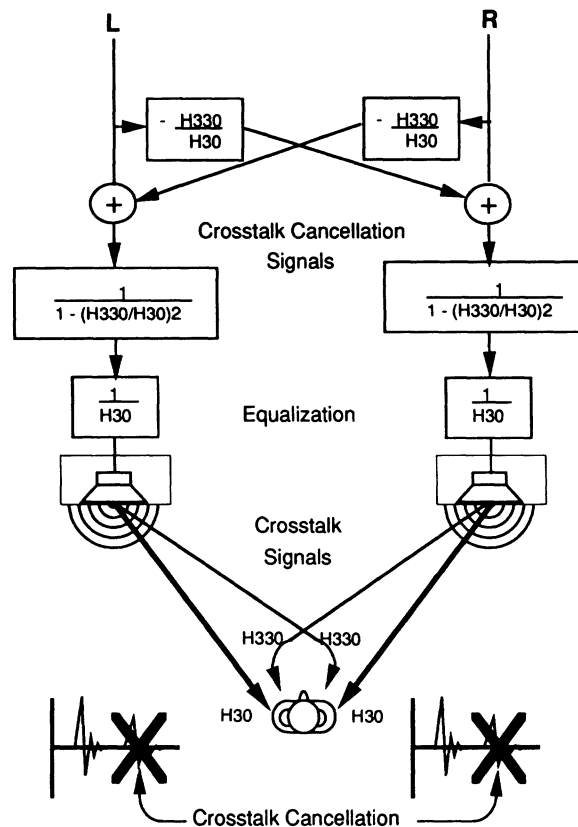 L R
- H330 - H330
H30 H30
+ +
Crosstalk Cancellation
Signals
1 1
1 - (H330/H30)2 1 - (H330/H30)2
1 1
H30 H30
Equalization
Crosstalk
Signals
H330 H330
H30 H30
Crosstalk Cancellation